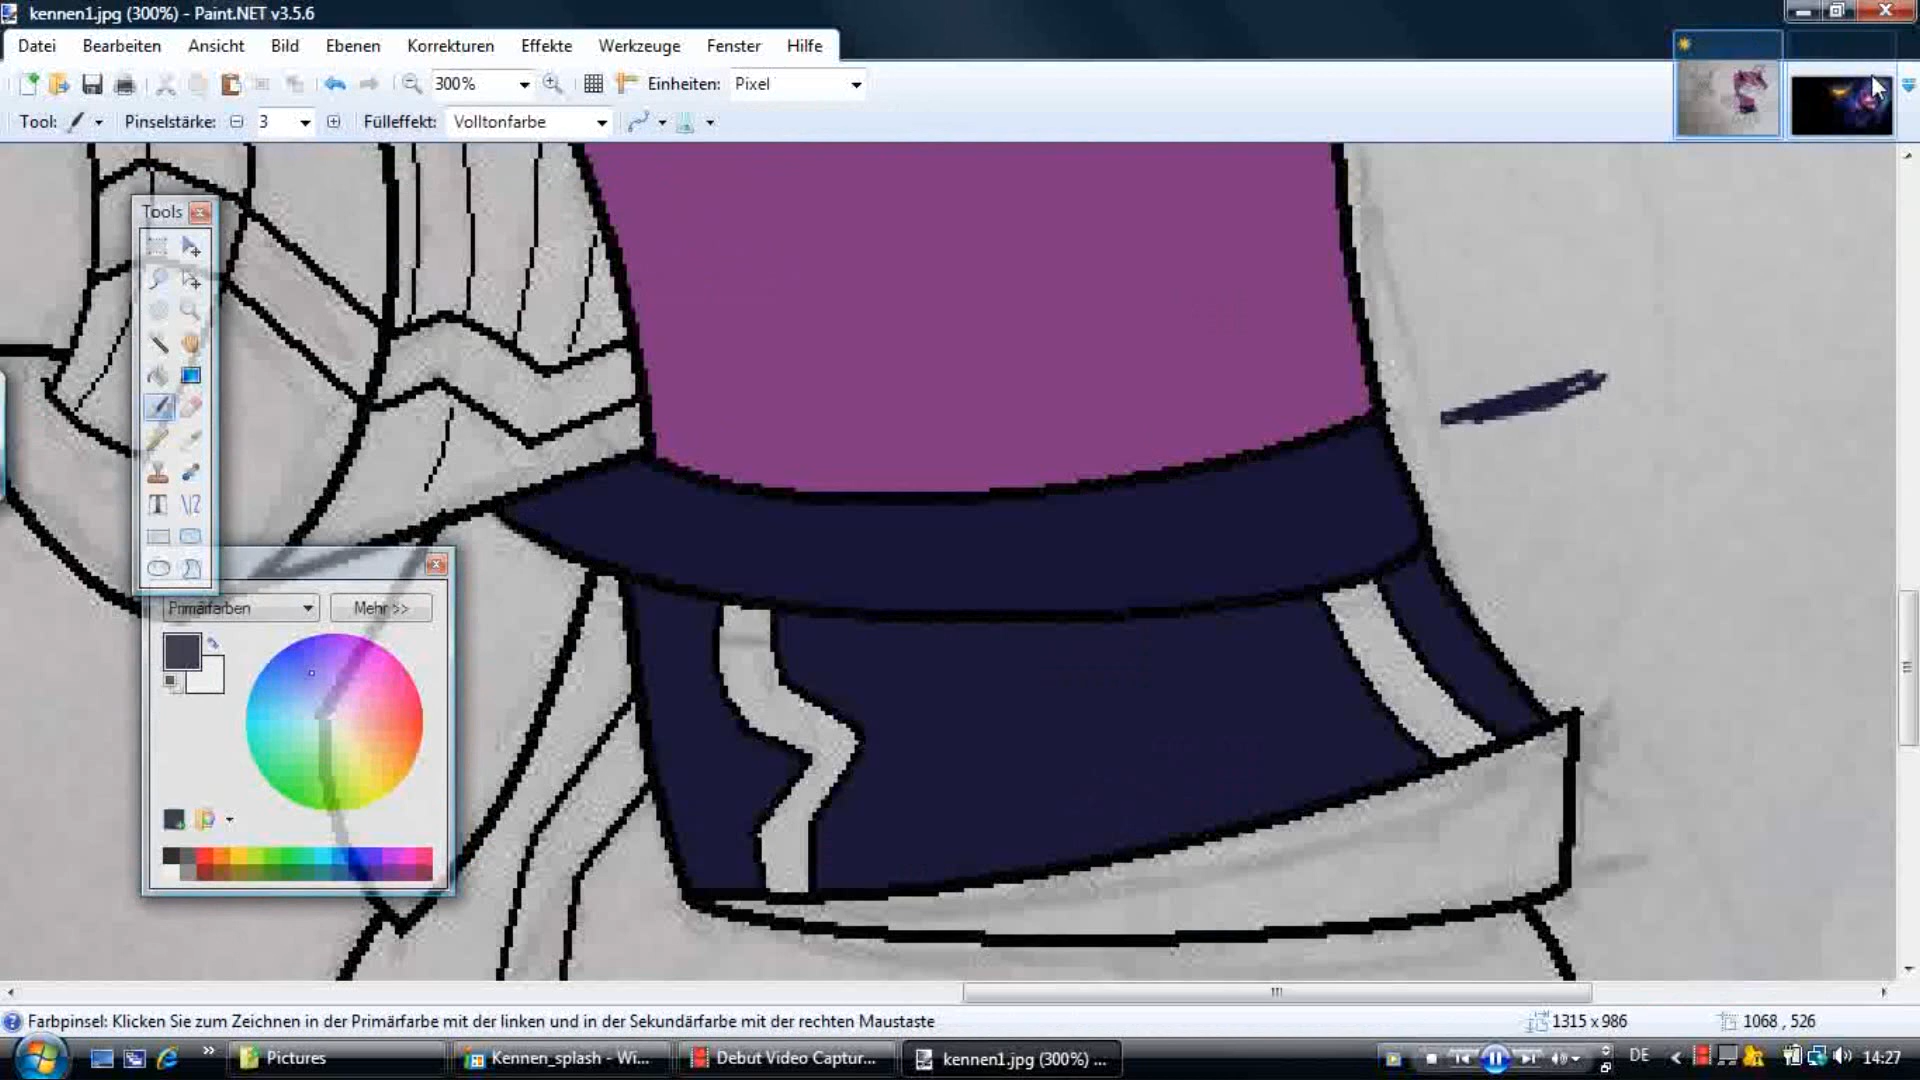 kennen1.jpg (300%) - Paint.NET v3.5.6
Datei Bearbeiten Ansicht Bild Ebenen Korrekturen Effekte Werkzeuge Fenster Hilfe
300% Einheiten: Pixel
Tool: Pinselstärke: 3 Fülleffekt: Volltonfarbe
Tools
Primärfarben Mehr >>
Farbpinsel: Klicken Sie zum Zeichnen in der Primärfarbe mit der linken und in der Sekundärfarbe mit der rechten Maustaste 1315 x 986 1068 , 526
Pictures Kennen_splash - Wi... Debut Video Captur... kennen1.jpg (300%) ... DE 14:27